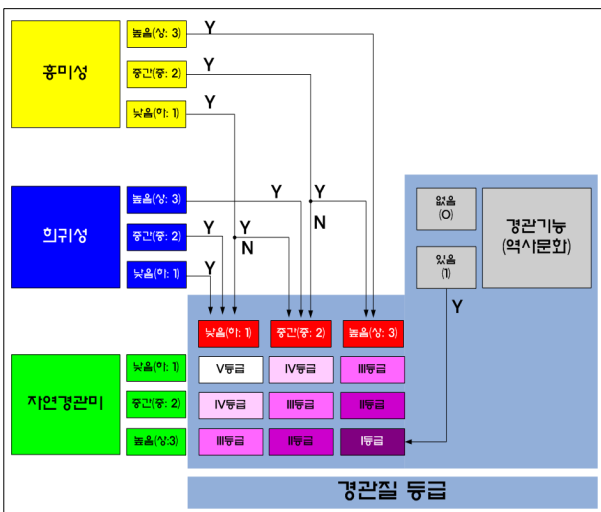 흥미성
높음(상: 3)
Y
중간(중: 2)
Y
낮음(하: 1)
Y
희귀성
높음(상: 3)
Y
Y
N
중간(중: 2)
Y
Y
N
낮음(하: 1)
Y
없음
(0)
경관기능
(역사문화)
있음
(1)
Y
낮음(하: 1)
중간(중: 2)
높음(상: 3)
자연경관미
낮음(하: 1)
V등급
IV등급
III등급
중간(중: 2)
IV등급
III등급
II등급
높음(상:3)
III등급
II등급
I등급
경관질 등급